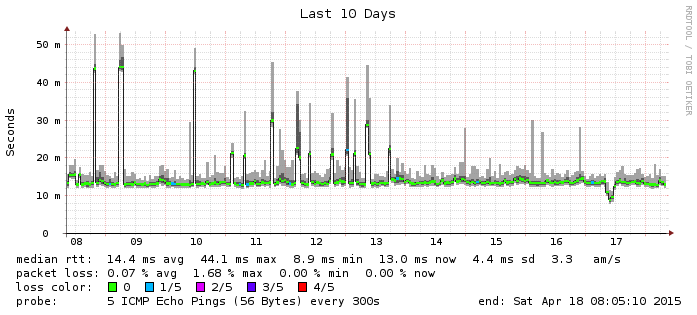 Last 10 Days
RRDTOOL / TOBI OETIKER
Seconds
50 m
40 m
30 m
20 m
10 m
0
08 09 10 11 12 13 14 15 16 17
median rtt: 14.4 ms avg 44.1 ms max 8.9 ms min 13.0 ms now 4.4 ms sd 3.3 am/s
packet loss: 0.07 % avg 1.68 % max 0.00 % min 0.00 % now
loss color: 0 1/5 2/5 3/5 4/5
probe: 5 ICMP Echo Pings (56 Bytes) every 300s end: Sat Apr 18 08:05:10 2015